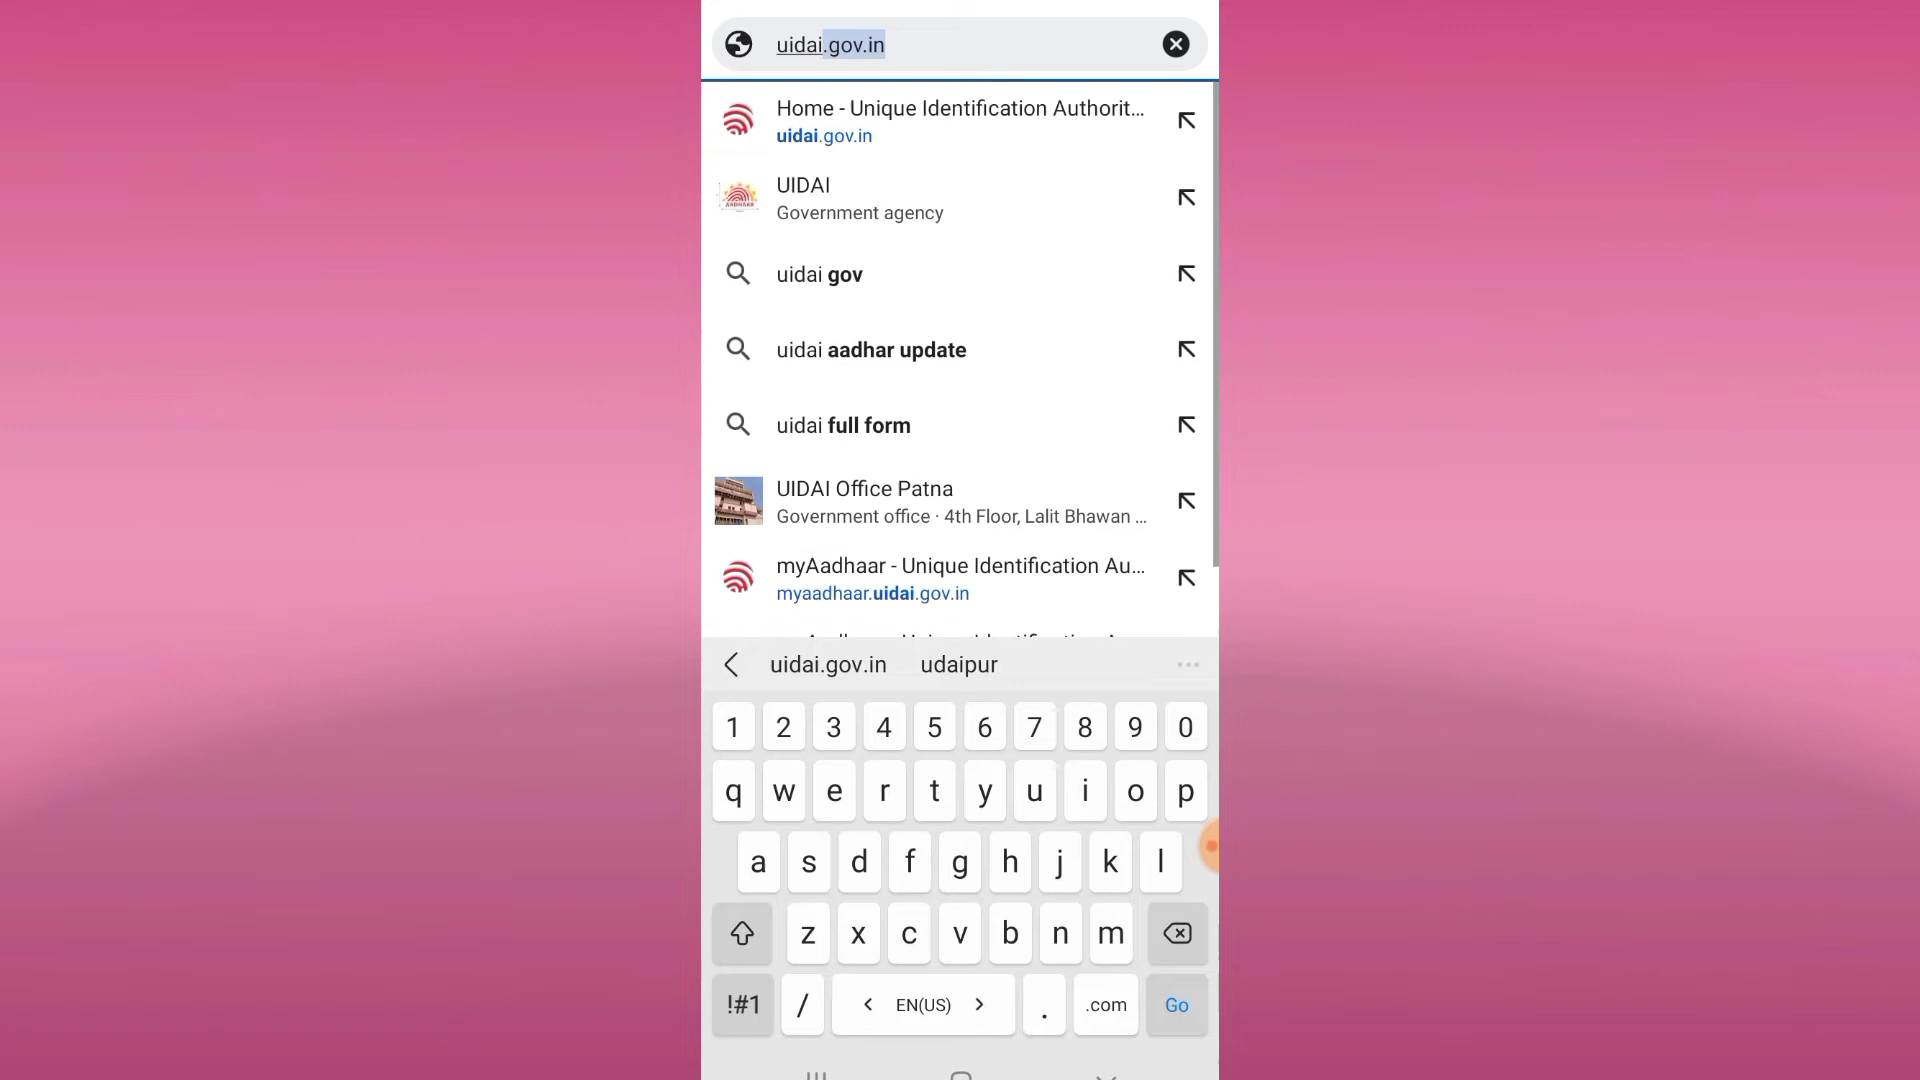 uidai.gov.in
Home - Unique Identification Authorit...
uidai.gov.in
AADHAAR
UIDAI
Government agency
uidai gov
uidai aadhar update
uidai full form
UIDAI Office Patna
Government office · 4th Floor, Lalit Bhawan ...
myAadhaar - Unique Identification Au...
myaadhaar.uidai.gov.in
uidai.gov.in udaipur
1 2 3 4 5 6 7 8 9 0
q w e r t y u i o p
a s d f g h j k l
z x c v b n m
!#1 / < EN(US) > . .com Go